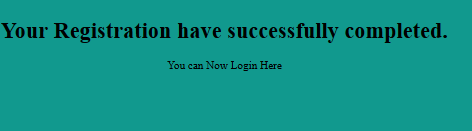 Your Registration have successfully completed.
You can Now Login Here